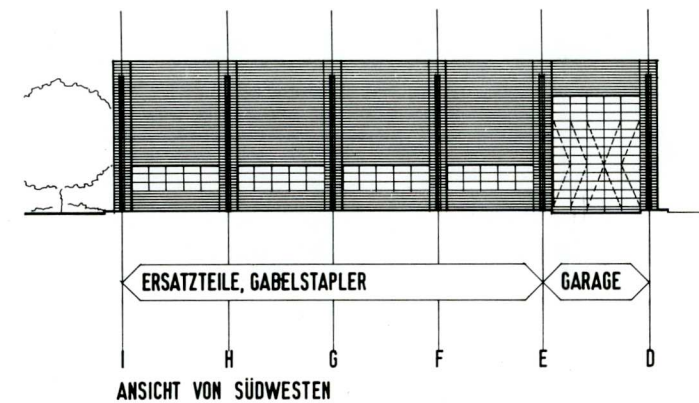 ERSATZTEILE, GABELSTAPLER GARAGE
I H G F E D
ANSICHT VON SÜDWESTEN